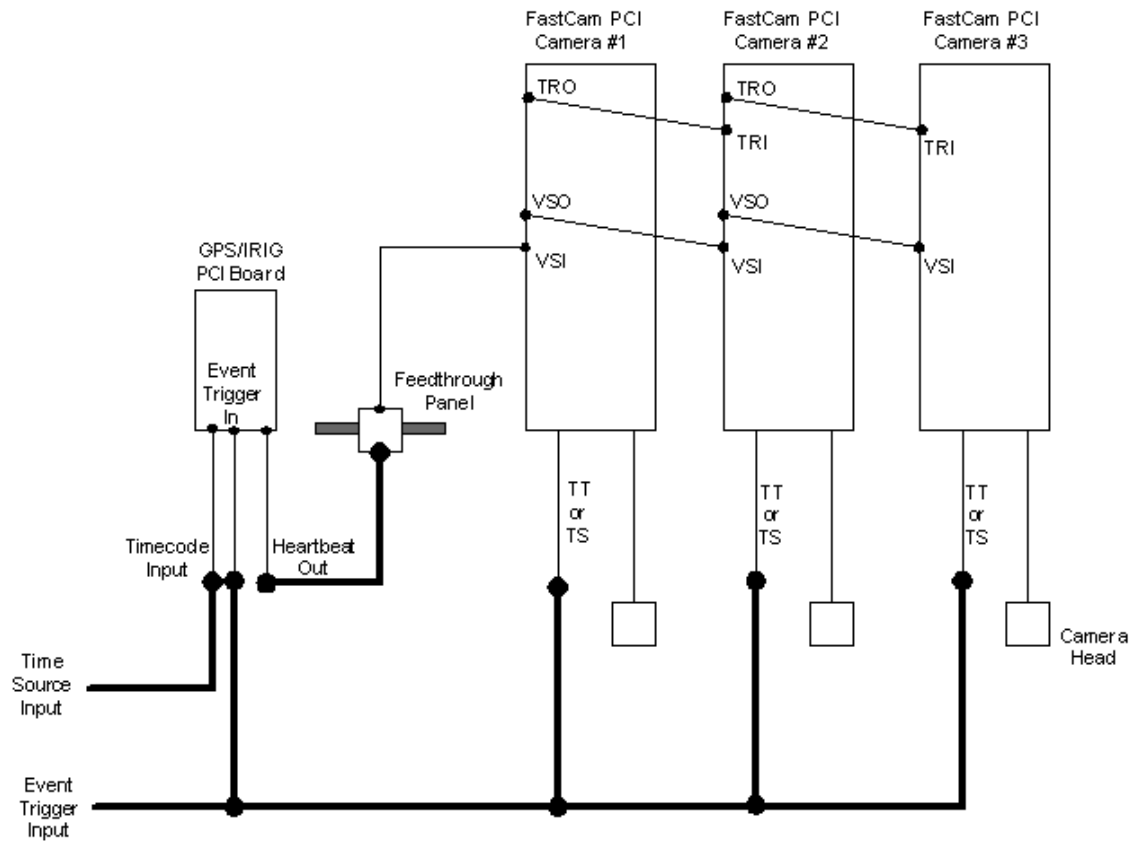 FastCam PCI
Camera #1
FastCam PCI
Camera #2
FastCam PCI
Camera #3
TRO
TRO
TRI
TRI
VSO
VSO
VSI
VSI
VSI
GPS/IRIG
PCI Board
Event
Trigger
In
Feedthrough
Panel
TT
or
TS
TT
or
TS
TT
or
TS
Timecode
Input
Heartbeat
Out
Camera
Head
Time
Source
Input
Event
Trigger
Input